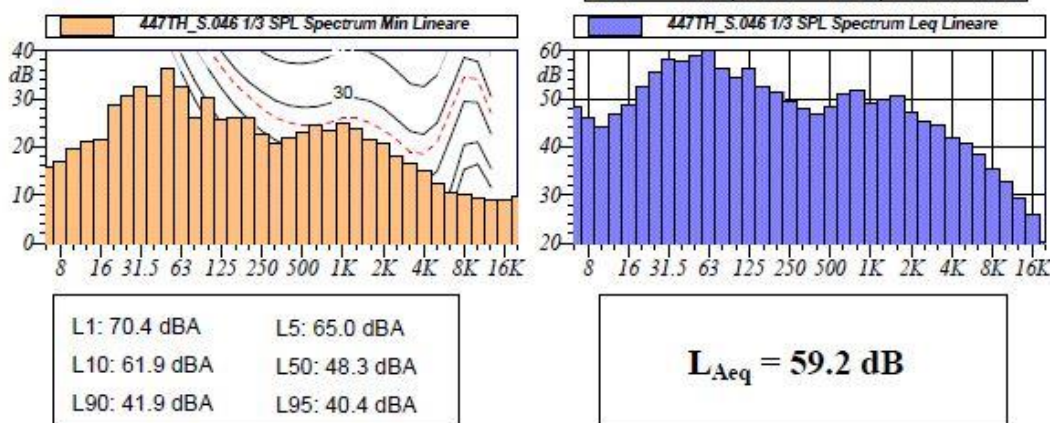 447TH_S.046 1/3 SPL Spectrum Min Lineare
40
dB
30
30
20
10
0
8 16 31.5 63 125 250 500 1K 2K 4K 8K 16K
447TH_S.046 1/3 SPL Spectrum Leq Lineare
60
dB
50
40
30
20
8 16 31.5 63 125 250 500 1K 2K 4K 8K 16K
L1: 70.4 dBA L5: 65.0 dBA
L10: 61.9 dBA L50: 48.3 dBA
L90: 41.9 dBA L95: 40.4 dBA
LAeq = 59.2 dB